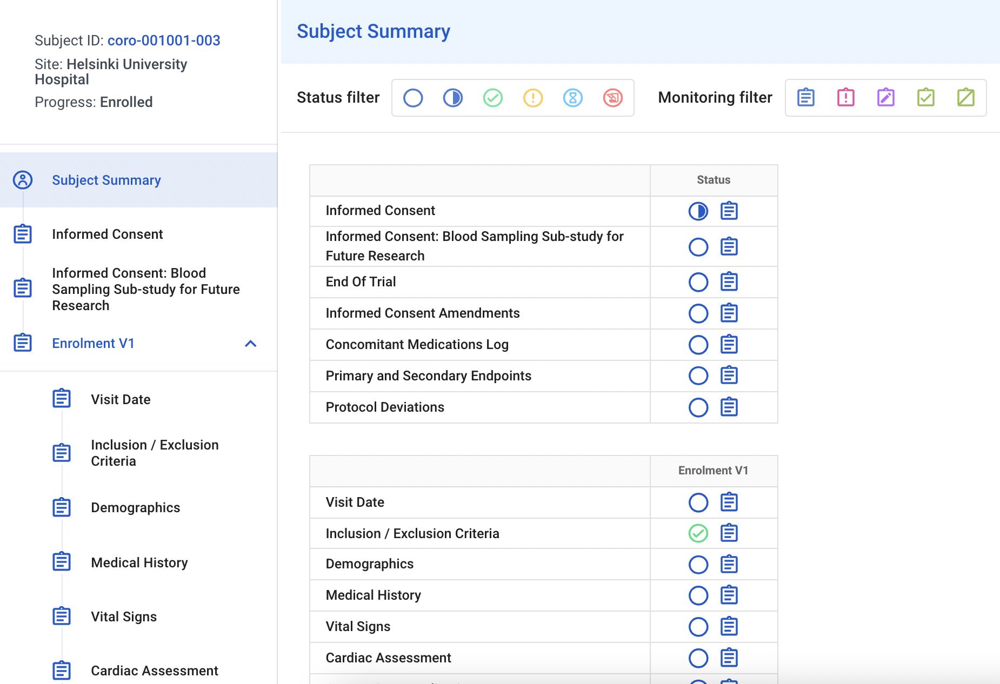 Subject ID: coro-001001-003
Site: Helsinki University
Hospital
Progress: Enrolled
Subject Summary
Informed Consent
Informed Consent: Blood
Sampling Sub-study for Future
Research
Enrolment V1
Visit Date
Inclusion / Exclusion
Criteria
Demographics
Medical History
Vital Signs
Cardiac Assessment
Subject Summary
Status filter
Monitoring filter
Status
Informed Consent
Informed Consent: Blood Sampling Sub-study for
Future Research
End Of Trial
Informed Consent Amendments
Concomitant Medications Log
Primary and Secondary Endpoints
Protocol Deviations
Enrolment V1
Visit Date
Inclusion / Exclusion Criteria
Demographics
Medical History
Vital Signs
Cardiac Assessment